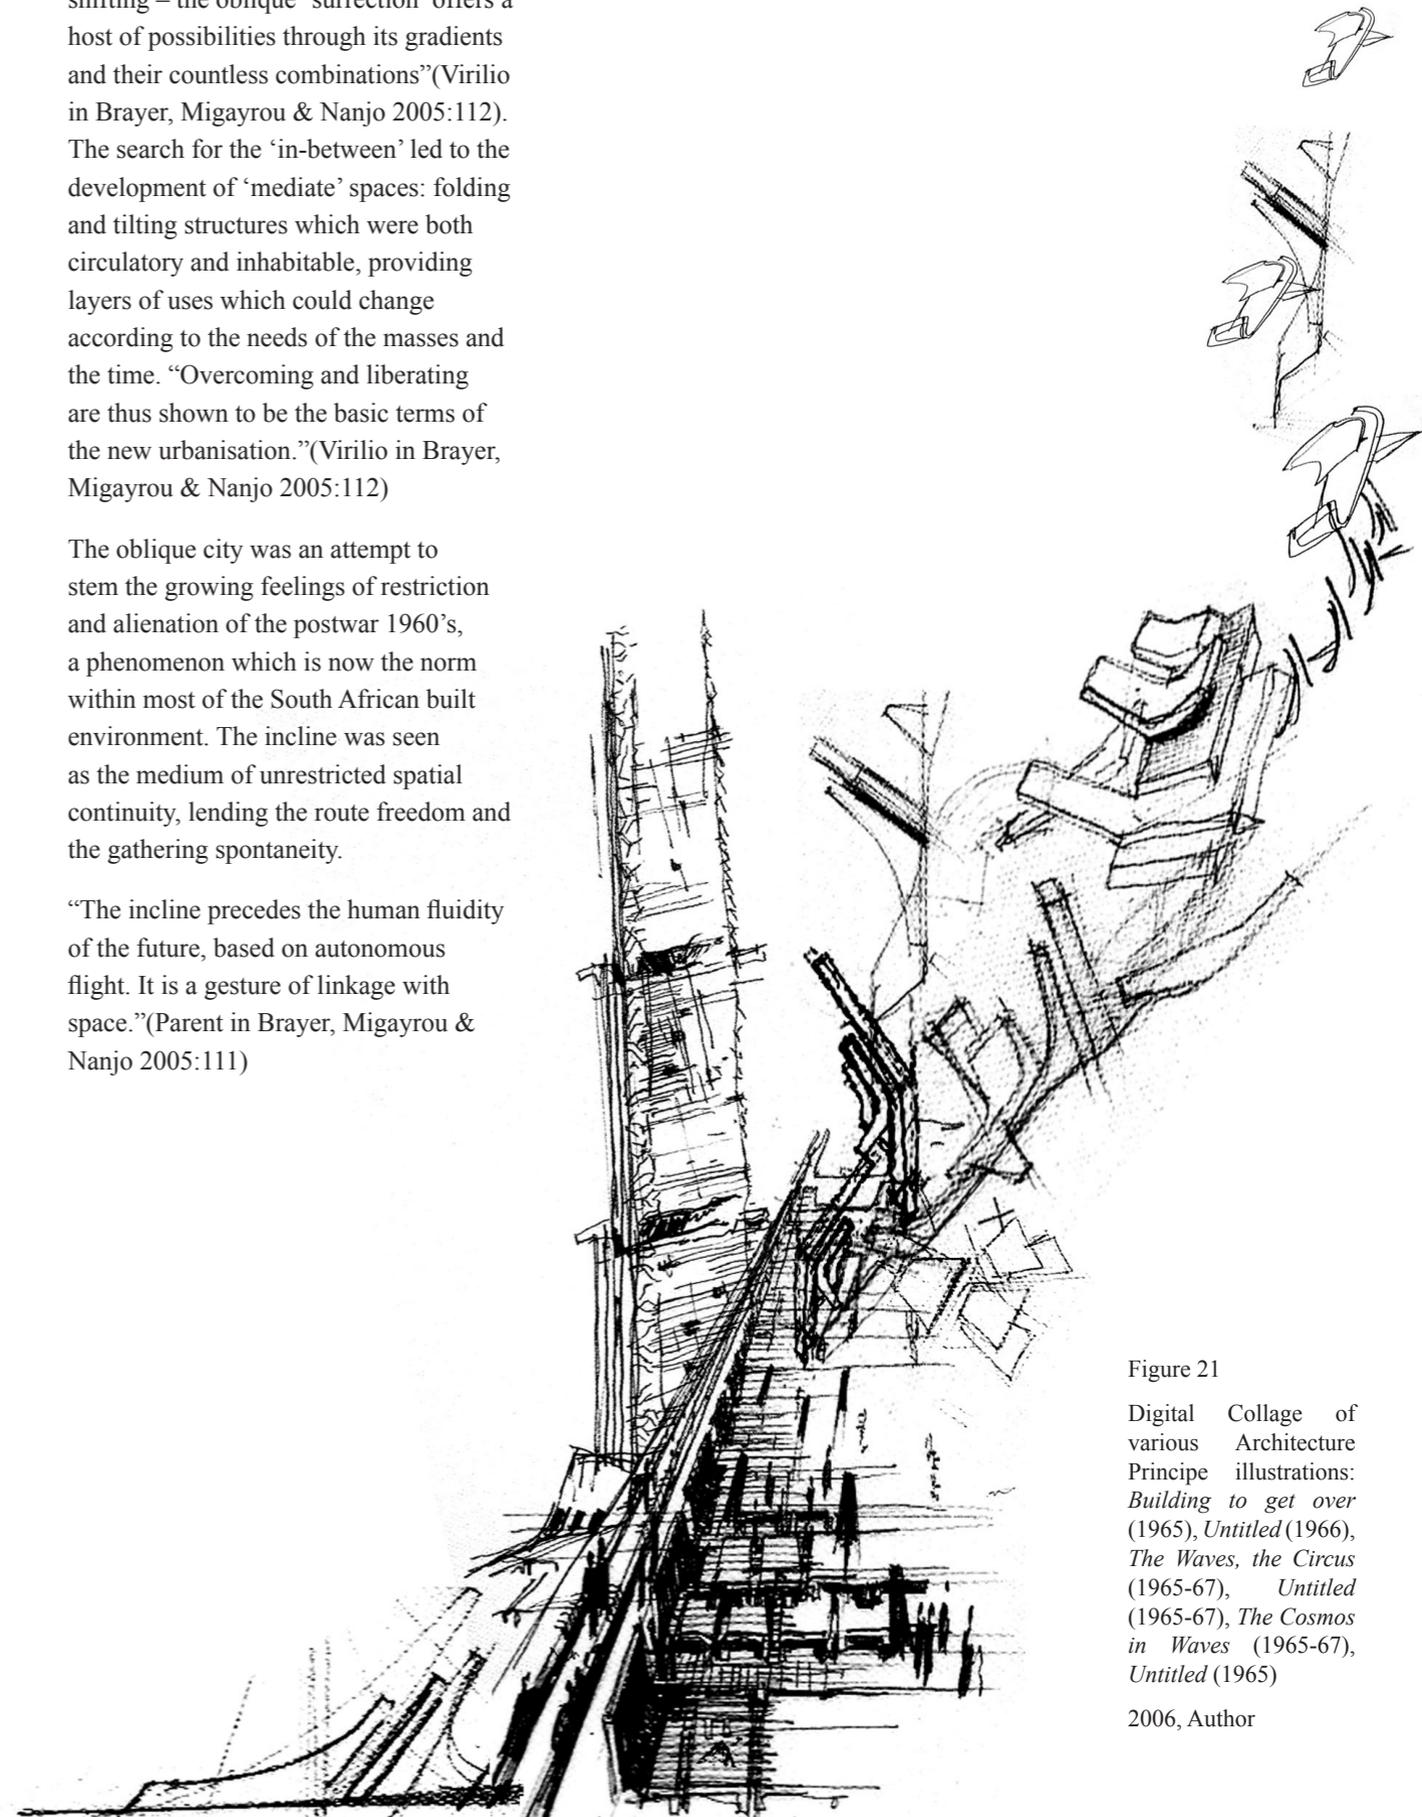 shifting – the oblique ‘surrection’ offers a
host of possibilities through its gradients
and their countless combinations”(Virilio
in Brayer, Migayrou & Nanjo 2005:112).
The search for the ‘in-between’ led to the
development of ‘mediate’ spaces: folding
and tilting structures which were both
circulatory and inhabitable, providing
layers of uses which could change
according to the needs of the masses and
the time. “Overcoming and liberating
are thus shown to be the basic terms of
the new urbanisation.”(Virilio in Brayer,
Migayrou & Nanjo 2005:112)
The oblique city was an attempt to
stem the growing feelings of restriction
and alienation of the postwar 1960’s,
a phenomenon which is now the norm
within most of the South African built
environment. The incline was seen
as the medium of unrestricted spatial
continuity, lending the route freedom and
the gathering spontaneity.
“The incline precedes the human fluidity
of the future, based on autonomous
flight. It is a gesture of linkage with
space.”(Parent in Brayer, Migayrou &
Nanjo 2005:111)
Figure 21
Digital Collage of
various Architecture
Principe illustrations:
Building to get over
(1965), Untitled (1966),
The Waves, the Circus
(1965-67), Untitled
(1965-67), The Cosmos
in Waves (1965-67),
Untitled (1965)
2006, Author